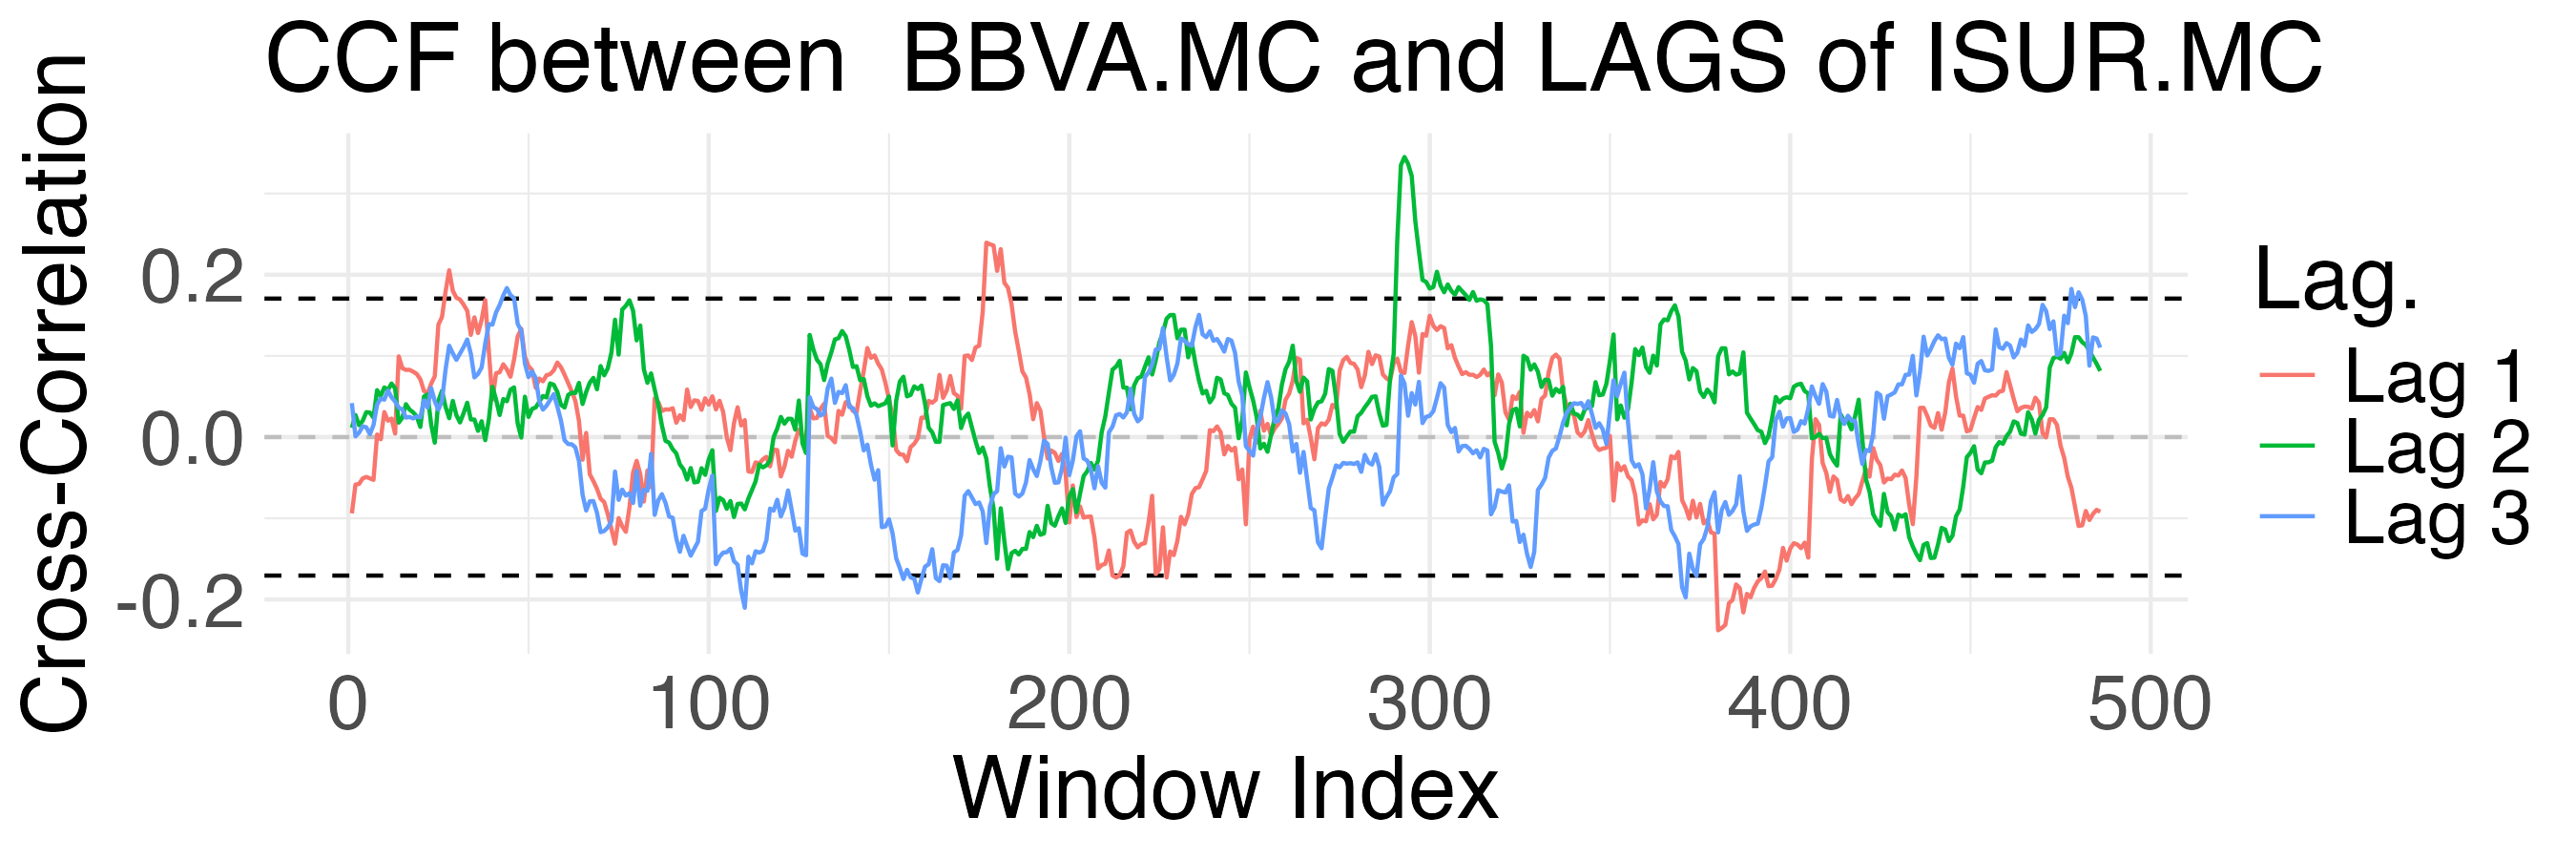 CCF between  BBVA.MC and LAGS of ISUR.MC
Cross-Correlation
0.2
0.0
-0.2
0
100
200
300
400
500
Window Index
Lag.
Lag 1
Lag 2
Lag 3